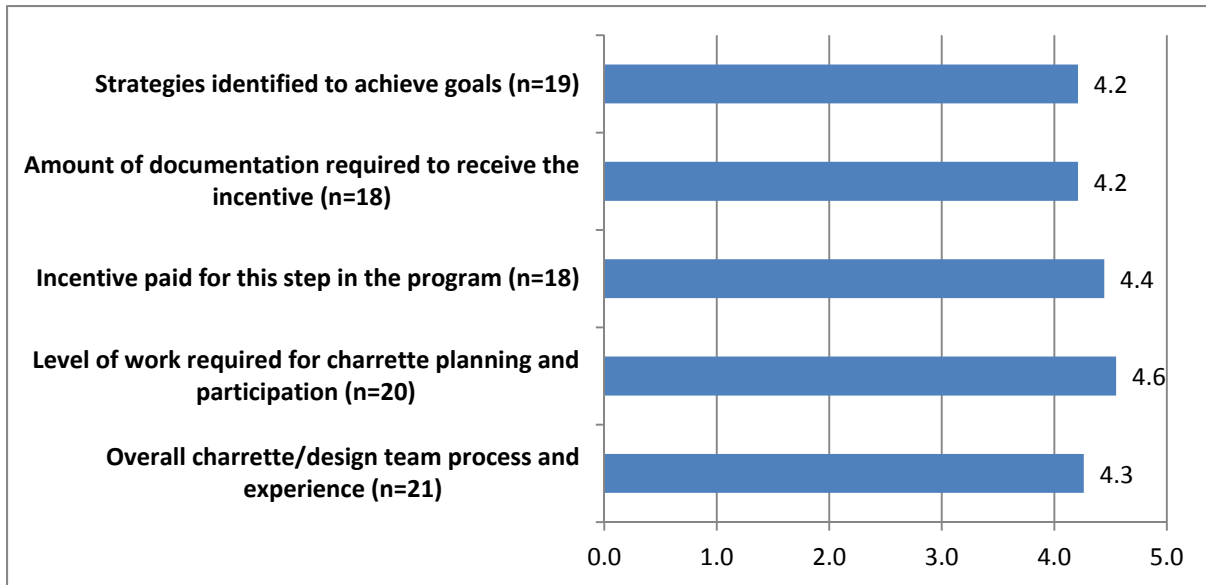 Strategies identified to achieve goals (n=19)
4.2
Amount of documentation required to receive the
incentive (n=18)
4.2
Incentive paid for this step in the program (n=18)
4.4
Level of work required for charrette planning and
participation (n=20)
4.6
Overall charrette/design team process and
experience (n=21)
4.3
0.0 1.0 2.0 3.0 4.0 5.0